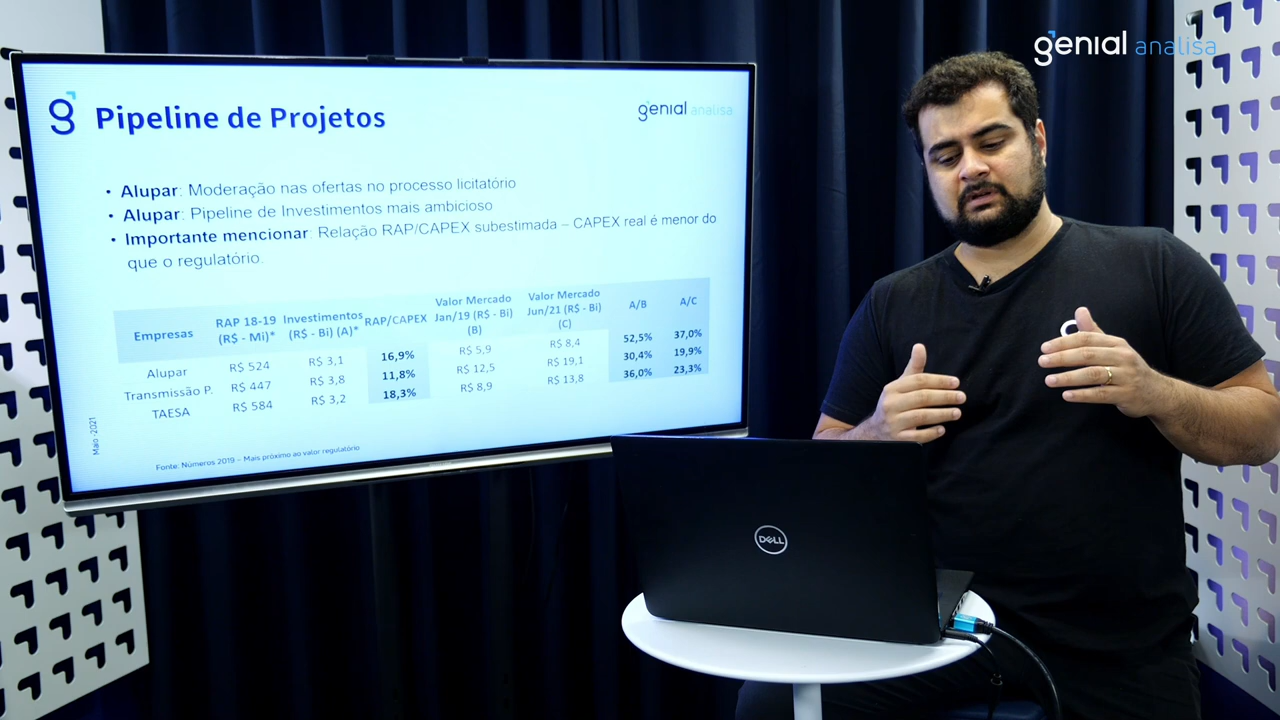 genial analisa
g Pipeline de Projetos
genial analisa
• Alupar: Moderação nas ofertas no processo licitatório
• Alupar: Pipeline de Investimentos mais ambicioso
• Importante mencionar: Relação RAP/CAPEX subestimada – CAPEX real é menor do
que o regulatório.
Empresas RAP 18-19 (R$ - Mi)* Investimentos (R$ - Bi) (A)* RAP/CAPEX Valor Mercado Jan/19 (R$ - Bi) (B) Valor Mercado Jun/21 (R$ - Bi) (C) A/B A/C
Alupar R$ 524 R$ 3,1 16,9% R$ 5,9 R$ 8,4 52,5% 37,0%
Transmissão P. R$ 447 R$ 3,8 11,8% R$ 12,5 R$ 19,1 30,4% 19,9%
TAESA R$ 584 R$ 3,2 18,3% R$ 8,9 R$ 13,8 36,0% 23,3%
Maio -2021
Fonte: Números 2019 – Mais próximo ao valor regulatório
DELL